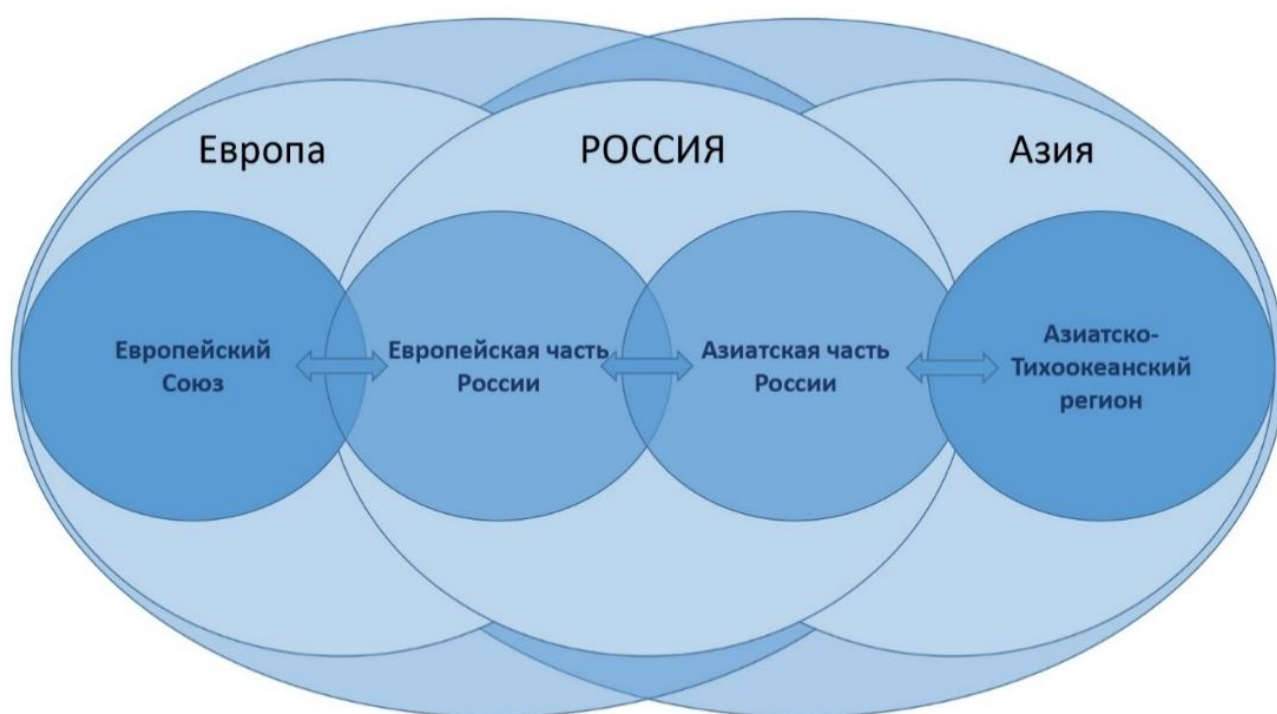 Европа
РОССИЯ
Азия
Европейский
Союз
Европейская часть
России
Азиатская часть
России
Азиатско-
Тихоокеанский
регион